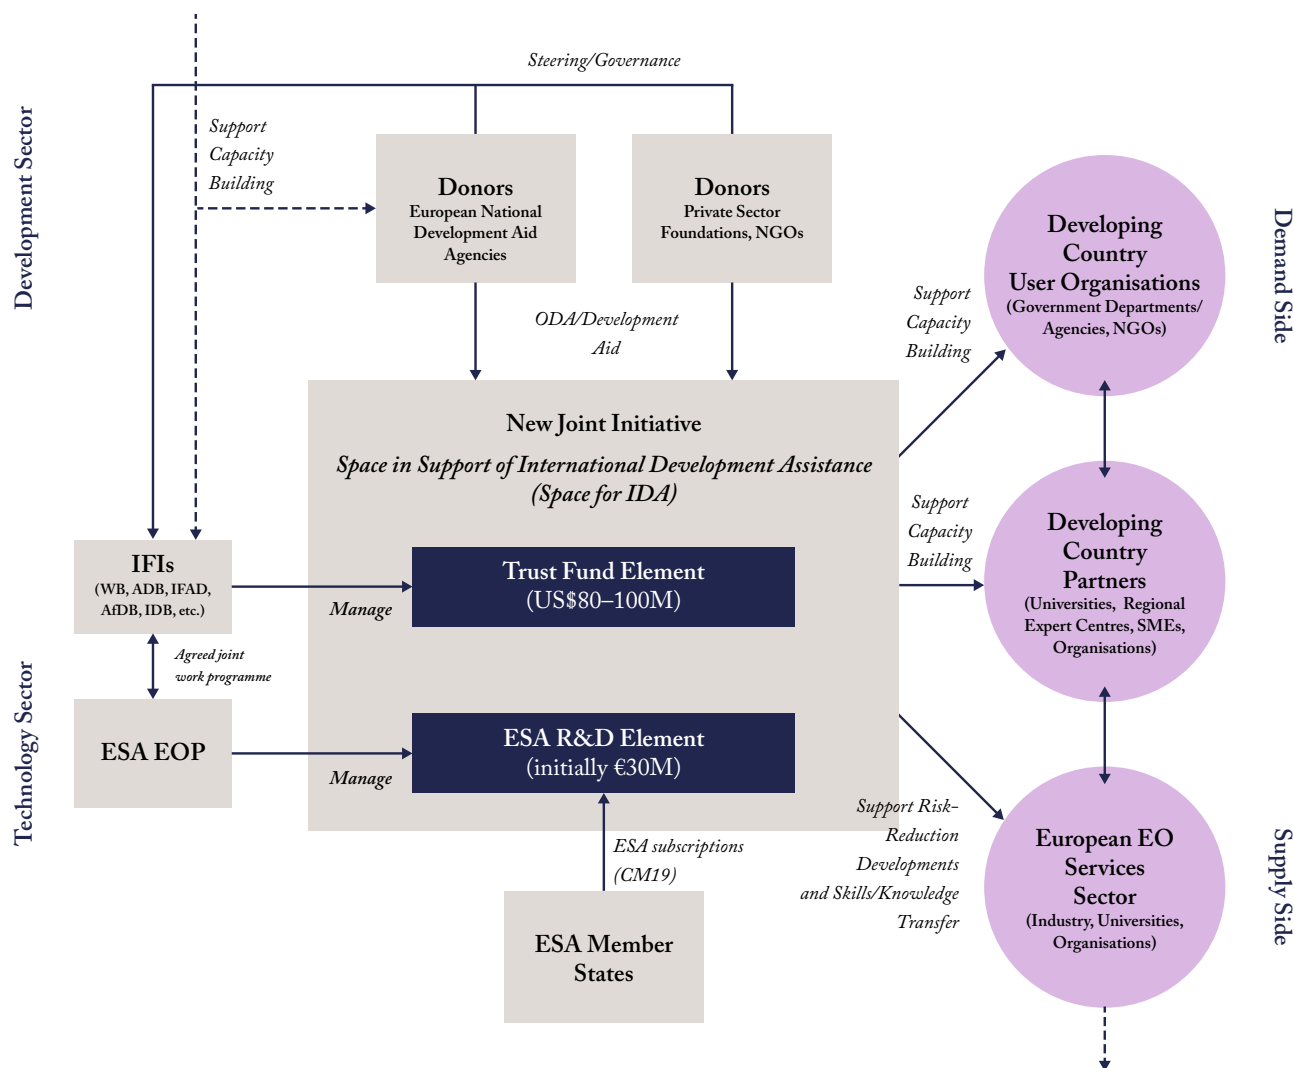 Steering/Governance
Development Sector
Support
Capacity
Building
Donors
European National
Development Aid
Agencies
Donors
Private Sector
Foundations, NGOs
Developing
Country
User Organisations
(Government Departments/
Agencies, NGOs)
Demand Side
Support
Capacity
Building
ODA/Development
Aid
New Joint Initiative
Space in Support of International Development Assistance
(Space for IDA)
Support
Capacity
Building
Developing
Country
Partners
(Universities, Regional
Expert Centres, SMEs,
Organisations)
IFIs
(WB, ADB, IFAD,
AfDB, IDB, etc.)
Manage
Trust Fund Element
(US$80–100M)
Agreed joint
work programme
Technology Sector
ESA EOP
Manage
ESA R&D Element
(initially €30M)
Support Risk-
Reduction
Developments
and Skills/Knowledge
Transfer
European EO
Services
Sector
(Industry, Universities,
Organisations)
Supply Side
ESA subscriptions
(CM19)
ESA Member
States